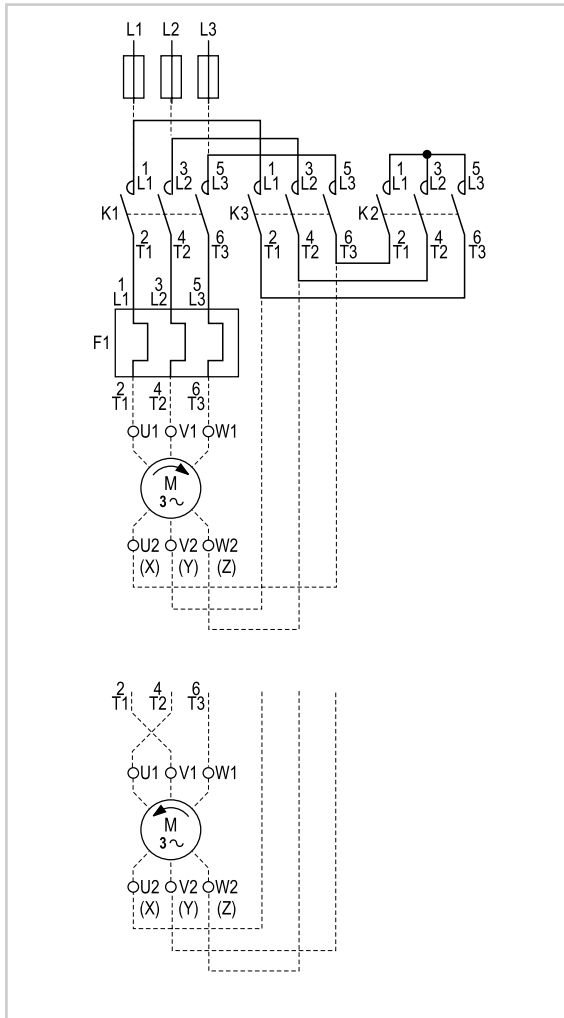 L1 L2 L3
1 3 5 1 3 5 1 3 5
L1 L2 L3 L1 L2 L3 L1 L2 L3
K1 K3 K2
2 4 6 2 4 6 2 4 6
T1 T2 T3 T1 T2 T3 T1 T2 T3
1 3 5
L1 L2 L3
F1
2 4 6
T1 T2 T3
U1 V1 W1
M
3 ~
U2 V2 W2
(X) (Y) (Z)
2 4 6
T1 T2 T3
U1 V1 W1
M
3 ~
U2 V2 W2
(X) (Y) (Z)